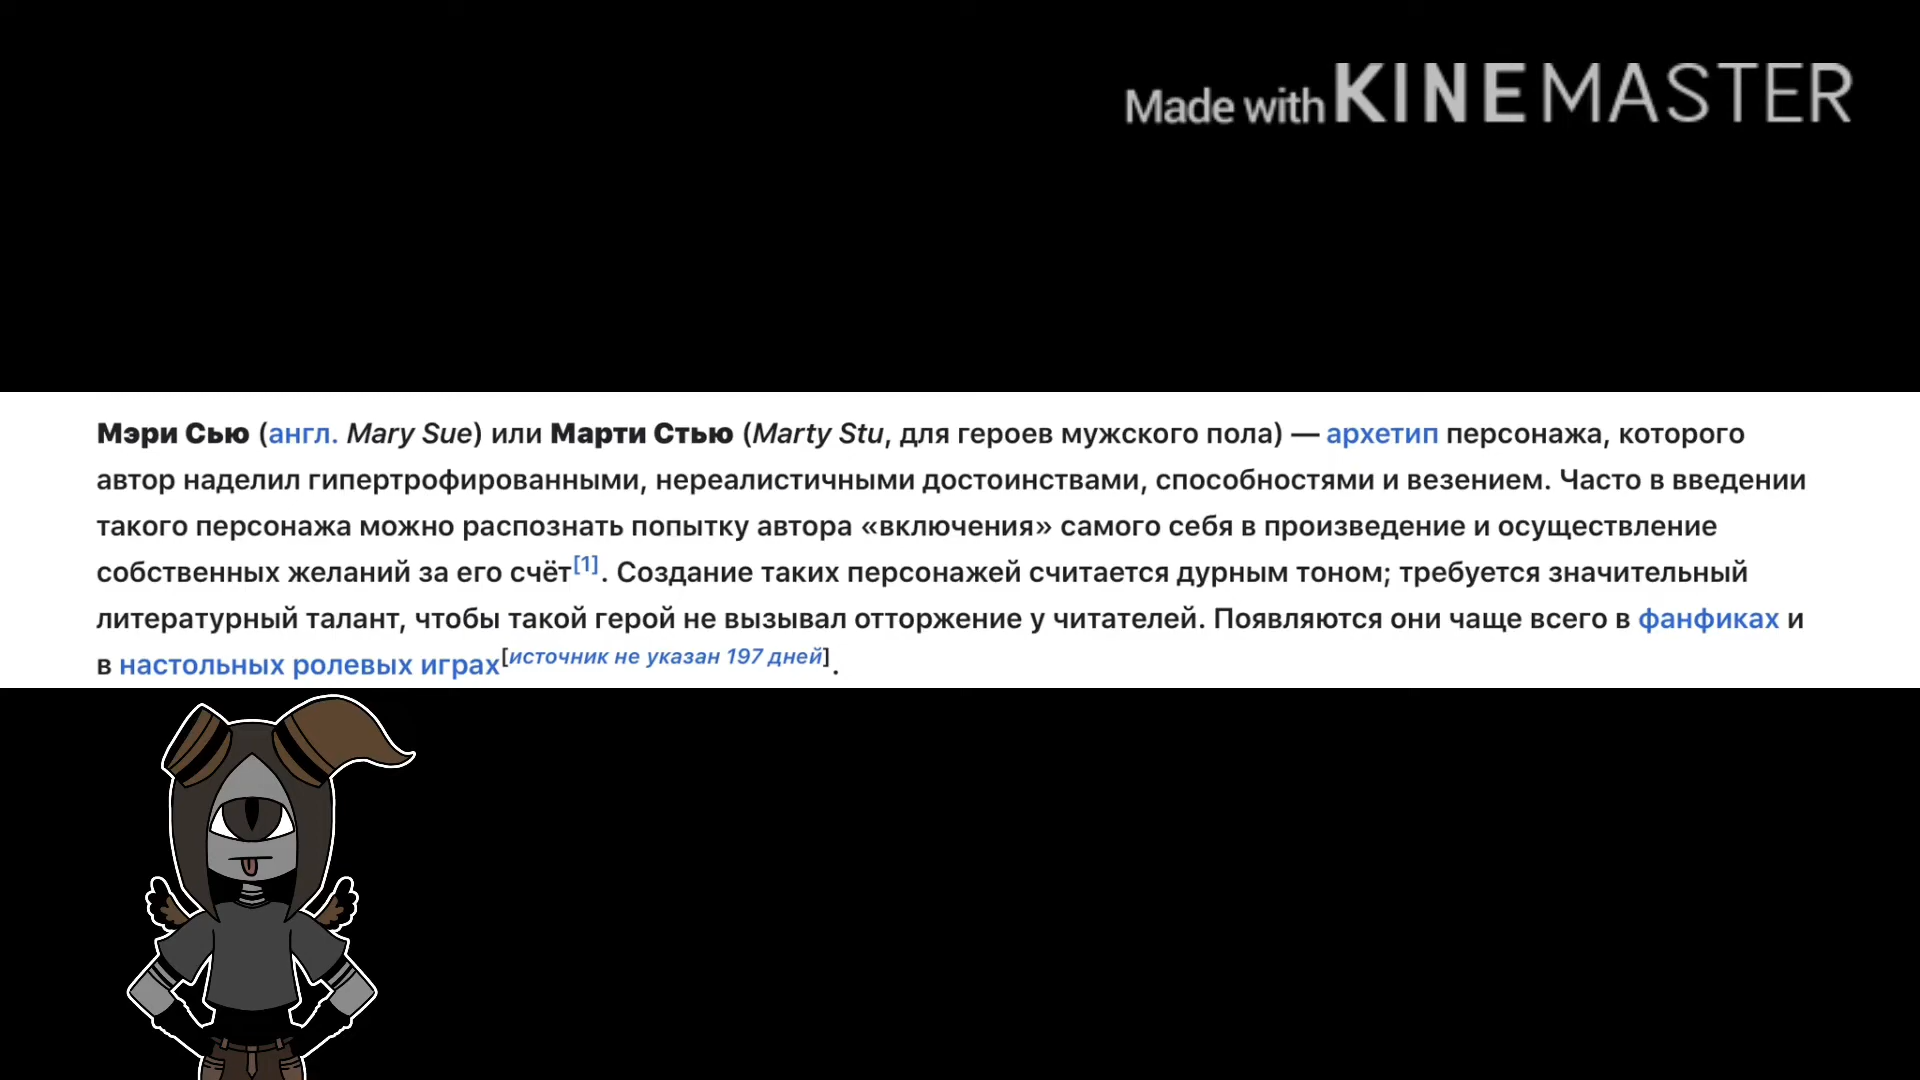 Made with KINEMASTER
Мэри Сью (англ. Mary Sue) или Марти Стью (Marty Stu, для героев мужского пола) — архетип персонажа, которого
автор наделил гипертрофированными, нереалистичными достоинствами, способностями и везением. Часто в введении
такого персонажа можно распознать попытку автора «включения» самого себя в произведение и осуществление
собственных желаний за его счёт[1]. Создание таких персонажей считается дурным тоном; требуется значительный
литературный талант, чтобы такой герой не вызывал отторжение у читателей. Появляются они чаще всего в фанфиках и
в настольных ролевых играх[источник не указан 197 дней].